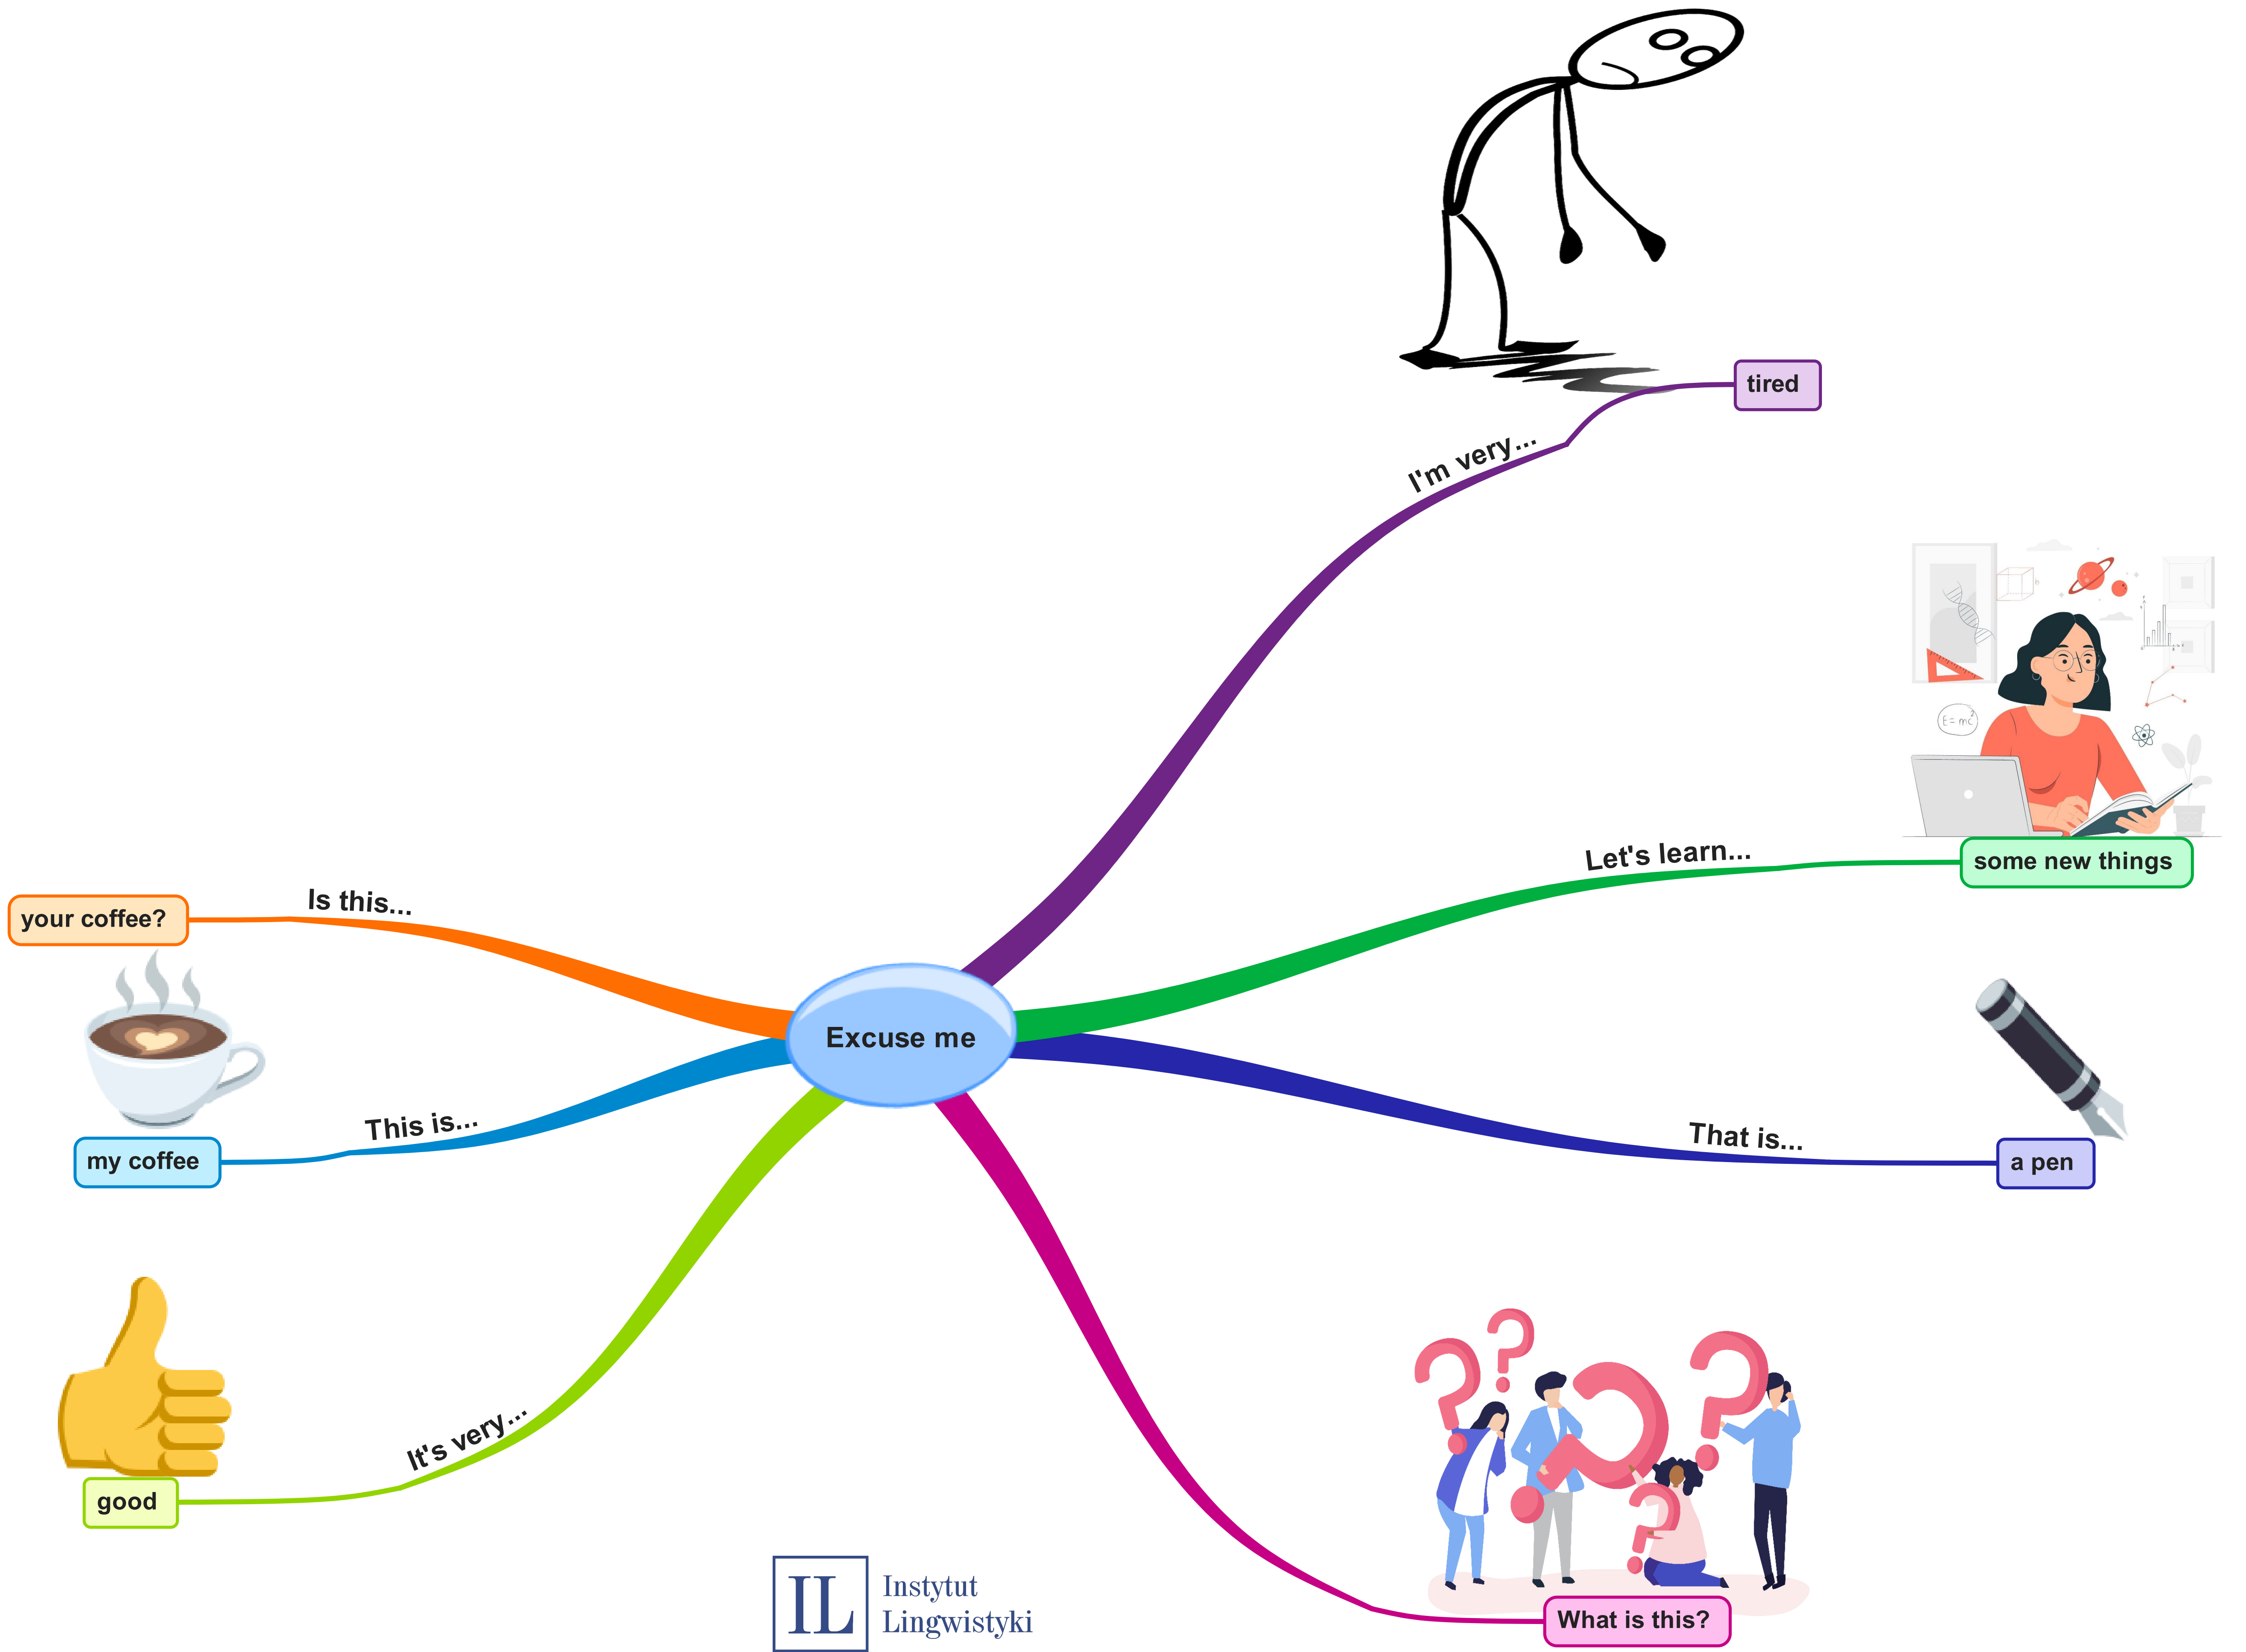 I'm very...
tired
Let's learn...
some new things
E = mc²
Is this...
your coffee?
Excuse me
This is...
my coffee
That is...
a pen
It's very...
good
What is this?
IL
Instytut
Lingwistyki